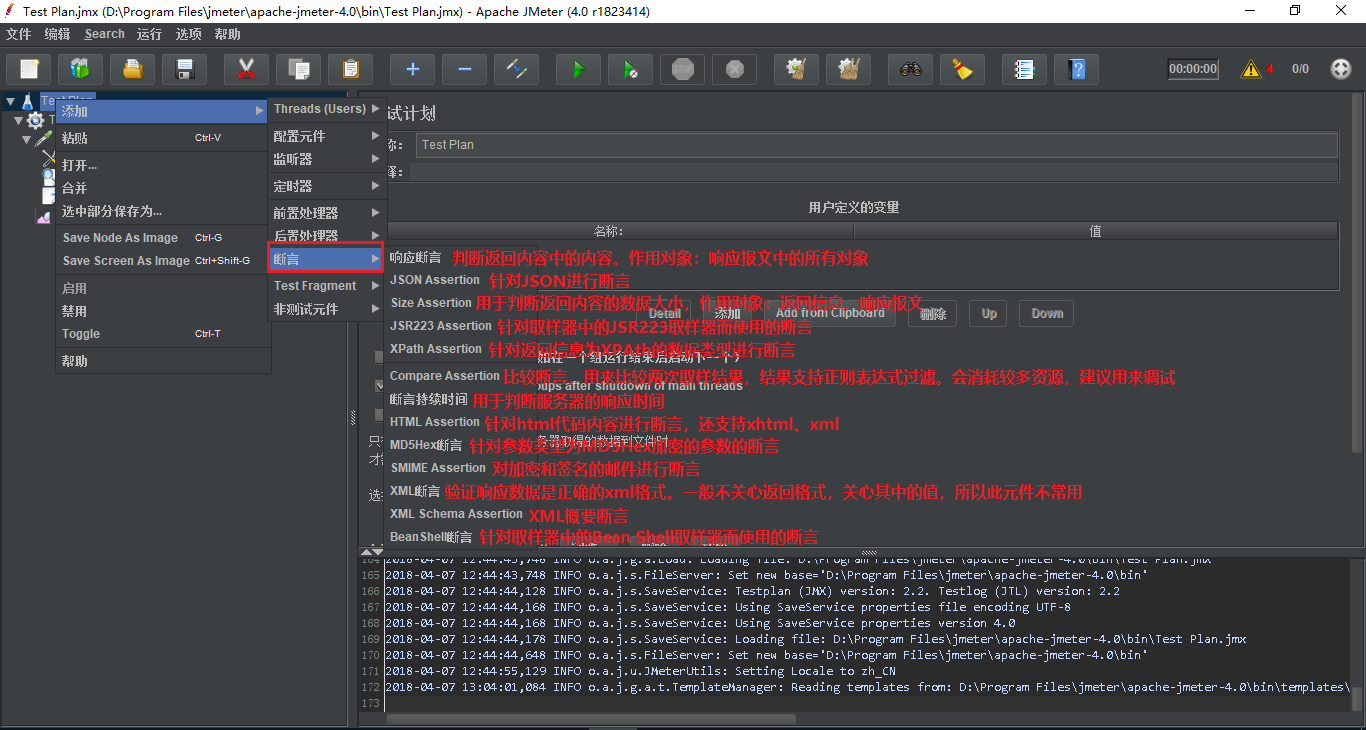 Test Plan.jmx (D:\Program Files\jmeter\apache-jmeter-4.0\bin\Test Plan.jmx) - Apache JMeter (4.0 r1823414)
文件 编辑 Search 运行 选项 帮助
STOP 00:00:00 4 0/0
Test Plan
添加
粘贴 Ctrl-V
打开...
合并
选中部分保存为...
Save Node As Image Ctrl-G
Save Screen As Image Ctrl+Shift-G
启用
禁用
Toggle Ctrl-T
帮助
Threads (Users)
配置元件
监听器
定时器
前置处理器
后置处理器
断言
Test Fragment
非测试元件
试计划
称： Test Plan
释：
用户定义的变量
名称： 值
响应断言 判断返回内容中的内容。作用对象：响应报文中的所有对象
JSON Assertion 针对JSON进行断言
Size Assertion 用于判断返回内容的数据大小，作用对象：返回信息、响应报文
Detail 添加 Add from Clipboard 删除 Up Down
JSR223 Assertion 针对取样器中的JSR223取样器而使用的断言
XPath Assertion 针对返回信息为XPAth的数据类型进行断言
Compare Assertion 比较断言，用来比较两次取样结果，结果支持正则表达式过滤。会消耗较多资源，建议用来调试
oups after shutdown of main threads
断言持续时间 用于判断服务器的响应时间
HTML Assertion 针对html代码内容进行断言，还支持xhtml、xml
MD5Hex断言 针对参数类型为MD5Hex加密的参数的断言
SMIME Assertion 对加密和签名的邮件进行断言
XML断言 验证响应数据是正确的xml格式。一般不关心返回格式，关心其中的值，所以此元件不常用
XML Schema Assertion XML概要断言
BeanShell断言 针对取样器中的Bean Shell取样器而使用的断言
164 2018-04-07 12:44:43,748 INFO o.a.j.g.a.Load: Loading file: D:\Program Files\jmeter\apache-jmeter-4.0\bin\Test Plan.jmx
165 2018-04-07 12:44:43,748 INFO o.a.j.s.FileServer: Set new base='D:\Program Files\jmeter\apache-jmeter-4.0\bin'
166 2018-04-07 12:44:44,128 INFO o.a.j.s.SaveService: Testplan (JMX) version: 2.2. Testlog (JTL) version: 2.2
167 2018-04-07 12:44:44,168 INFO o.a.j.s.SaveService: Using SaveService properties file encoding UTF-8
168 2018-04-07 12:44:44,168 INFO o.a.j.s.SaveService: Using SaveService properties version 4.0
169 2018-04-07 12:44:44,178 INFO o.a.j.s.SaveService: Loading file: D:\Program Files\jmeter\apache-jmeter-4.0\bin\Test Plan.jmx
170 2018-04-07 12:44:44,648 INFO o.a.j.s.FileServer: Set new base='D:\Program Files\jmeter\apache-jmeter-4.0\bin'
171 2018-04-07 12:44:55,129 INFO o.a.j.u.JMeterUtils: Setting Locale to zh_CN
172 2018-04-07 13:04:01,084 INFO o.a.j.g.a.t.TemplateManager: Reading templates from: D:\Program Files\jmeter\apache-jmeter-4.0\bin\templates\
173